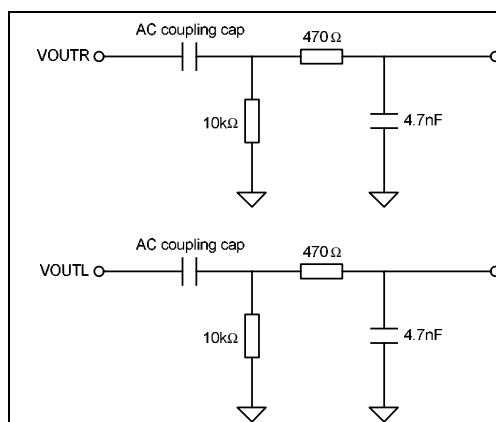 AC coupling cap
470Ω
VOUTR
10kΩ
4.7nF
AC coupling cap
470Ω
VOUTL
10kΩ
4.7nF